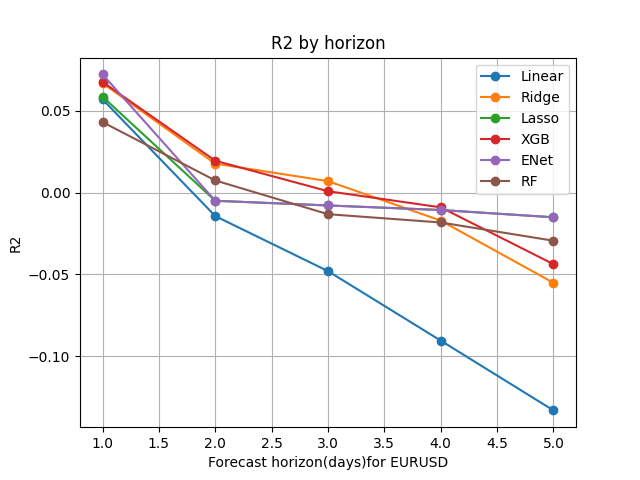 R2 by horizon
Linear
Ridge
Lasso
XGB
ENet
RF
0.05
0.00
−0.05
−0.10
R2
1.0 1.5 2.0 2.5 3.0 3.5 4.0 4.5 5.0
Forecast horizon(days)for EURUSD